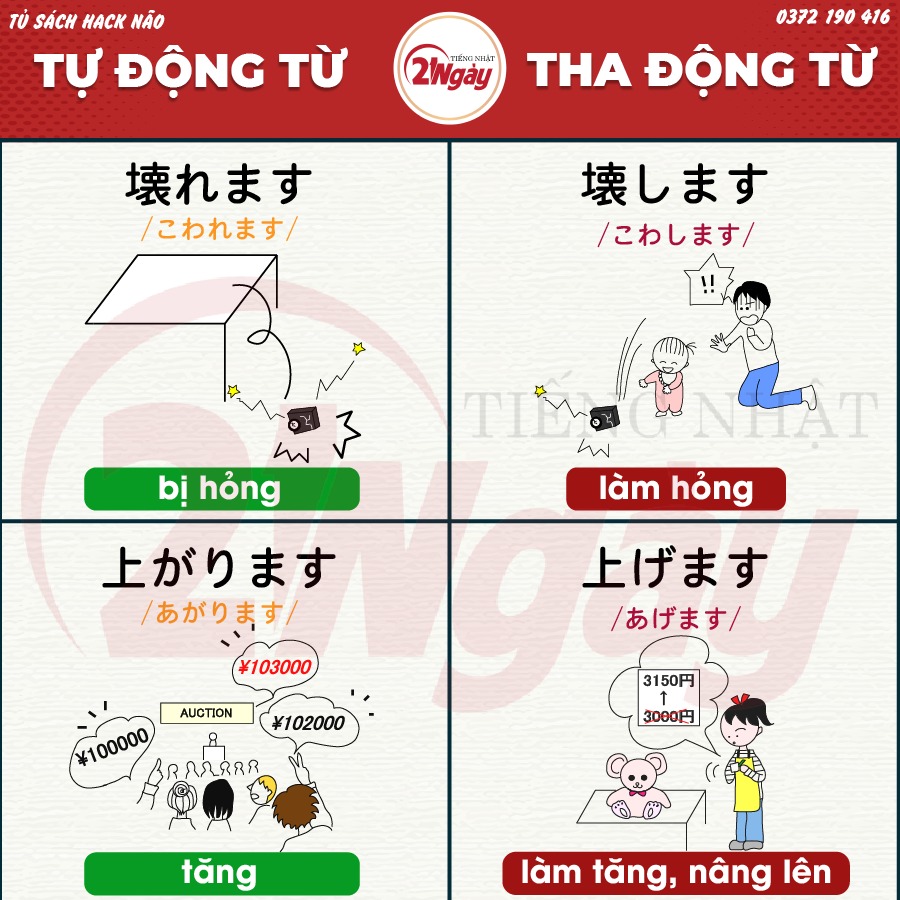 TỦ SÁCH HACK NÃO
0372 190 416
TỰ ĐỘNG TỪ
TIẾNG NHẬT
21Ngày
THA ĐỘNG TỪ
壊れます
/こわれます/
壊します
/こわします/
!!
TIẾNG NHẬT
21Ngày
bị hỏng
làm hỏng
上がります
/あがります/
上げます
/あげます/
¥103000
AUCTION
¥102000
¥100000
3150円
↑
3000円
tăng
làm tăng, nâng lên